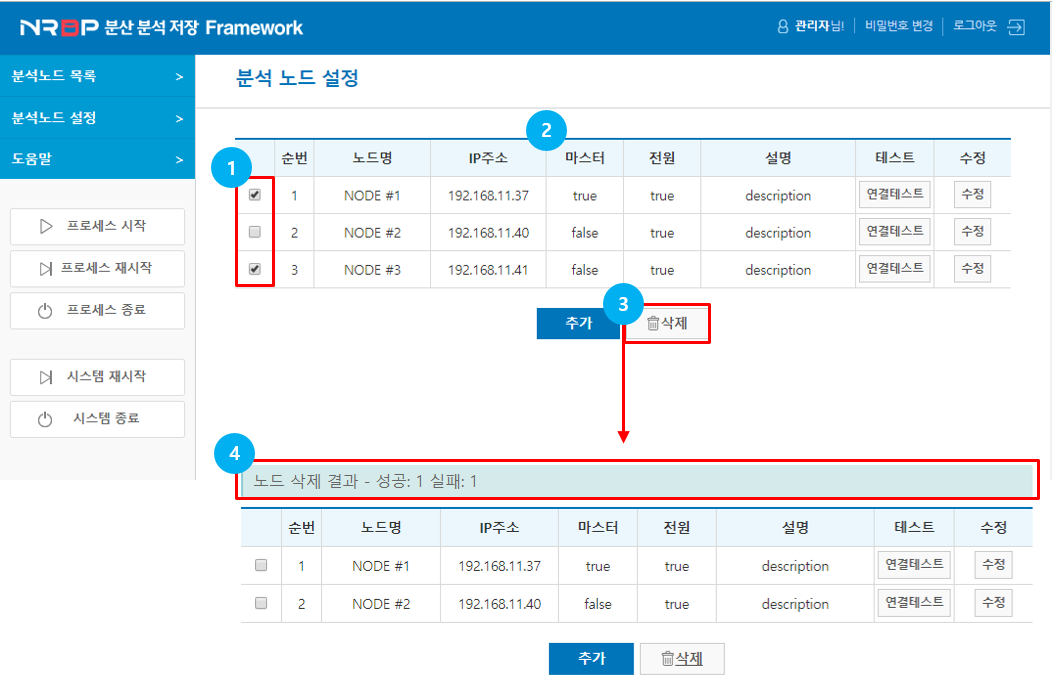 NRBP 분산 분석 저장 Framework
관리자님! 비밀번호 변경 로그아웃
분석노드 목록 >
분석노드 설정 >
도움말 >
프로세스 시작
프로세스 재시작
프로세스 종료
시스템 재시작
시스템 종료
분석 노드 설정
2
1
순번 노드명 IP주소 마스터 전원 설명 테스트 수정
1 NODE #1 192.168.11.37 true true description 연결테스트 수정
2 NODE #2 192.168.11.40 false true description 연결테스트 수정
3 NODE #3 192.168.11.41 false true description 연결테스트 수정
3
추가 삭제
4
노드 삭제 결과 - 성공: 1 실패: 1
순번 노드명 IP주소 마스터 전원 설명 테스트 수정
1 NODE #1 192.168.11.37 true true description 연결테스트 수정
2 NODE #2 192.168.11.40 false true description 연결테스트 수정
추가 삭제